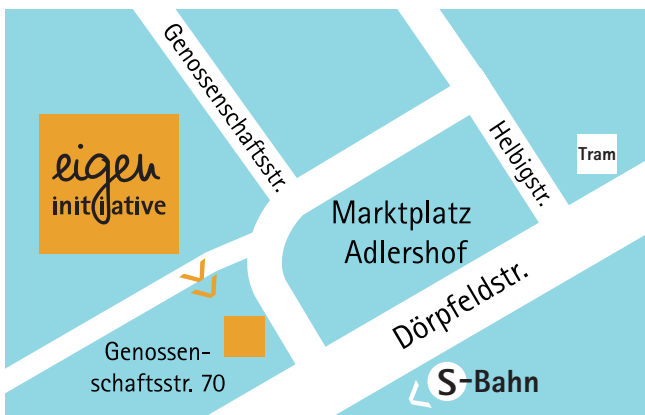 Genossenschaftsstr.
eigen
initiative
Helbigstr.
Tram
Marktplatz
Adlershof
Dörpfeldstr.
Genossen-
schaftsstr. 70
S-Bahn